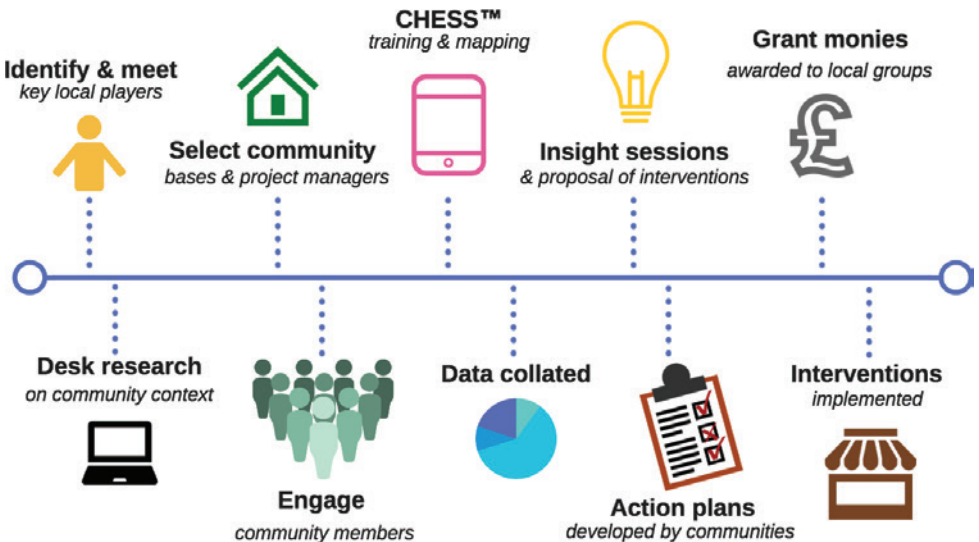 Identify & meet
key local players
Desk research
on community context
Select community
bases & project managers
Engage
community members
CHESS™
training & mapping
Data collated
Insight sessions
& proposal of interventions
Action plans
developed by communities
Grant monies
awarded to local groups
£
Interventions
implemented